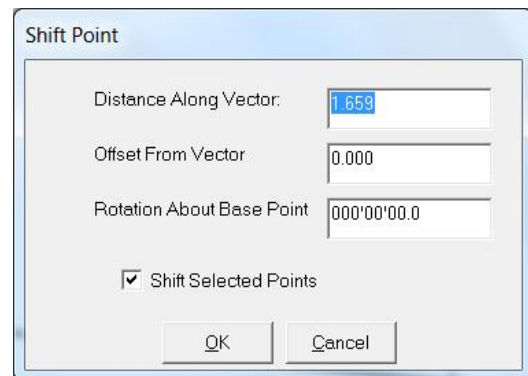 Shift Point
Distance Along Vector: 1.659
Offset From Vector 0.000
Rotation About Base Point 000'00'00.0
Shift Selected Points
OK Cancel